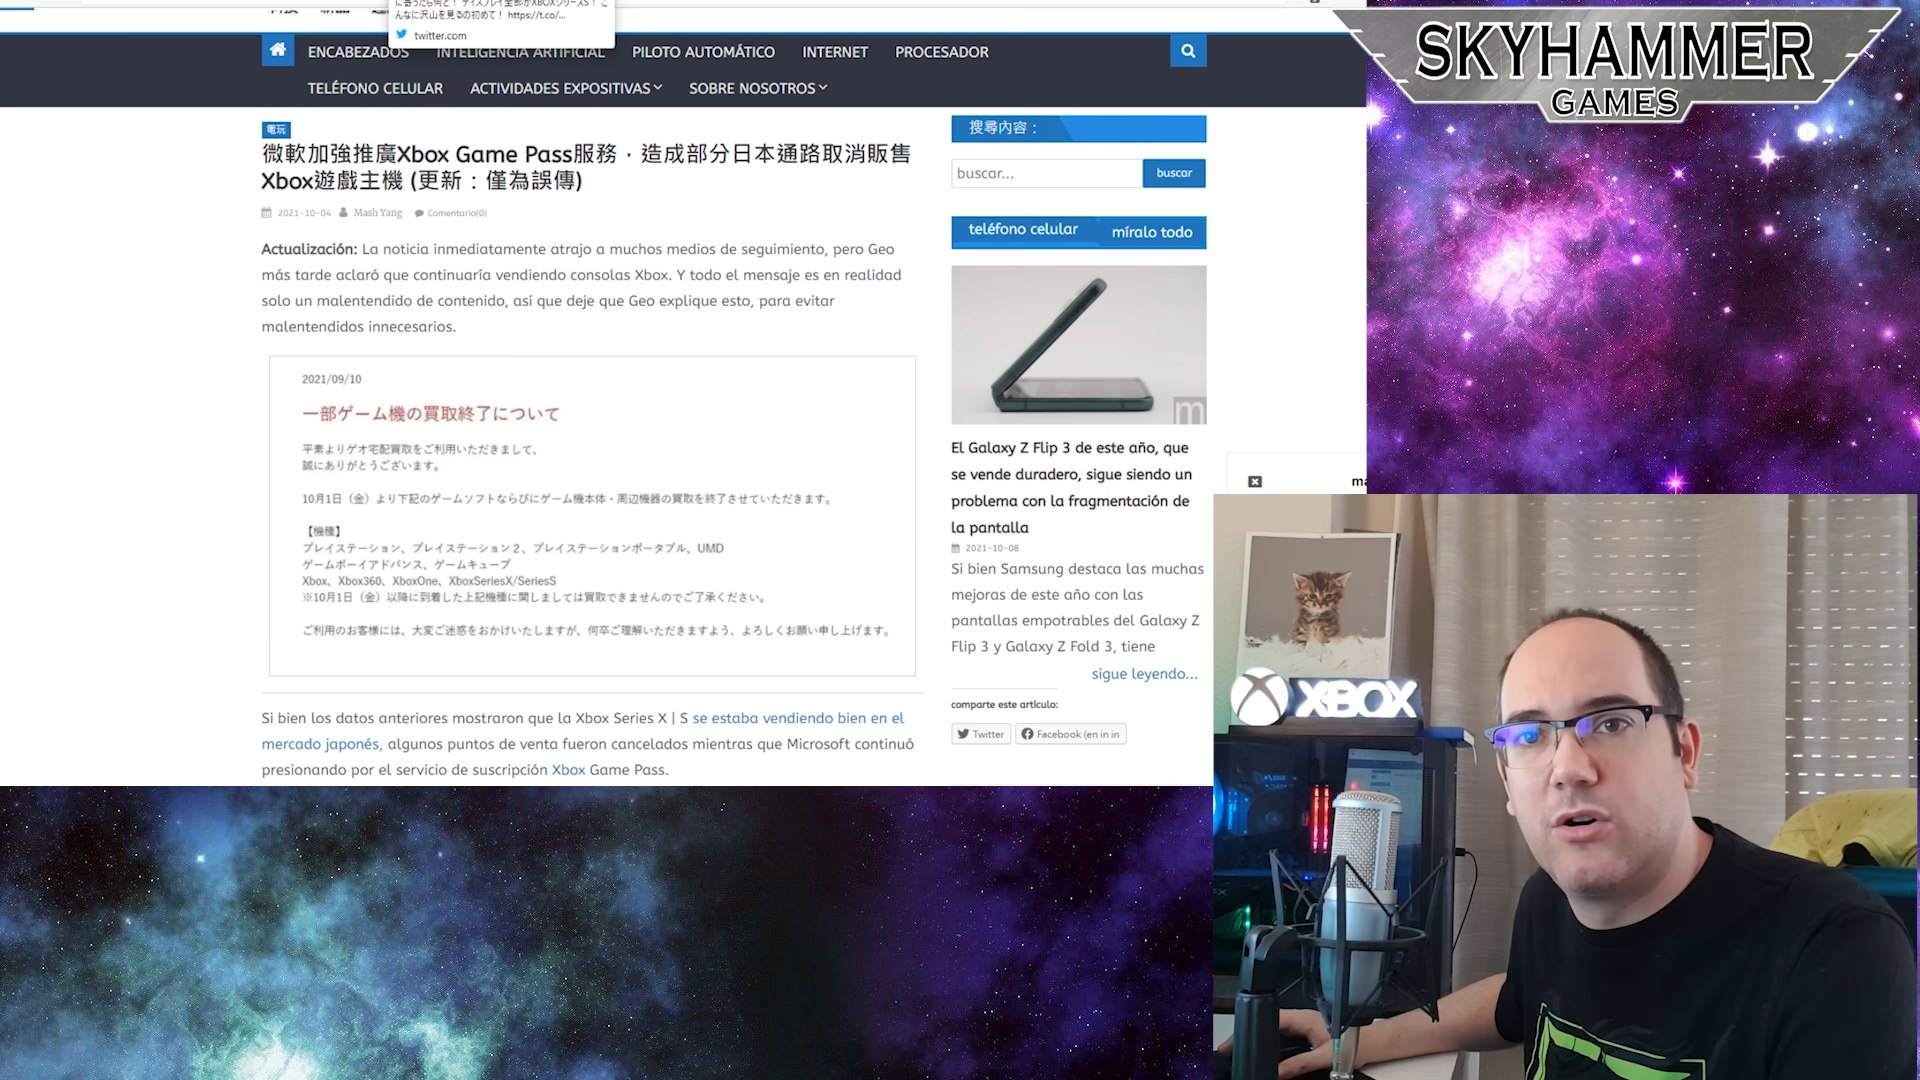 んなに沢山を見るの初めて！ https://t.co/...
twitter.com
ENCABEZADOS INTELIGENCIA ARTIFICIAL PILOTO AUTOMÁTICO INTERNET PROCESADOR
TELÉFONO CELULAR ACTIVIDADES EXPOSITIVAS SOBRE NOSOTROS
SKYHAMMER
GAMES
電玩
微軟加強推廣Xbox Game Pass服務，造成部分日本通路取消販售
Xbox遊戲主機 (更新：僅為誤傳)
2021-10-04 Mash Yang Comentario(0)
Actualización: La noticia inmediatamente atrajo a muchos medios de seguimiento, pero Geo
más tarde aclaró que continuaría vendiendo consolas Xbox. Y todo el mensaje es en realidad
solo un malentendido de contenido, así que deje que Geo explique esto, para evitar
malentendidos innecesarios.
2021/09/10
一部ゲーム機の買取終了について
平素よりゲオ宅配買取をご利用いただきまして、
誠にありがとうございます。
10月1日（金）より下記のゲームソフトならびにゲーム機本体・周辺機器の買取を終了させていただきます。
【機種】
プレイステーション、プレイステーション２、プレイステーションポータブル、UMD
ゲームボーイアドバンス、ゲームキューブ
Xbox、Xbox360、XboxOne、XboxSeriesX/SeriesS
※10月1日（金）以降に到着した上記機種に関しましては買取できませんのでご了承ください。
ご利用のお客様には、大変ご迷惑をおかけいたしますが、何卒ご理解いただきますよう、よろしくお願い申し上げます。
Si bien los datos anteriores mostraron que la Xbox Series X | S se estaba vendiendo bien en el
mercado japonés, algunos puntos de venta fueron cancelados mientras que Microsoft continuó
presionando por el servicio de suscripción Xbox Game Pass.
搜尋內容：
buscar... buscar
teléfono celular míralo todo
m
El Galaxy Z Flip 3 de este año, que
se vende duradero, sigue siendo un
problema con la fragmentación de
la pantalla
2021-10-08
Si bien Samsung destaca las muchas
mejoras de este año con las
pantallas empotrables del Galaxy Z
Flip 3 y Galaxy Z Fold 3, tiene
sigue leyendo...
comparte este artículo:
Twitter Facebook (en in in
XBOX